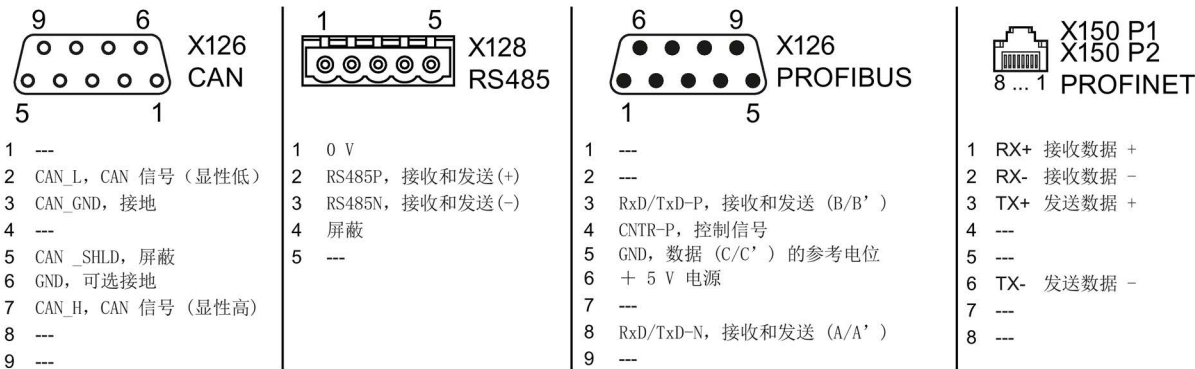 9 6
X126
CAN
5 1
1 ---
2 CAN_L，CAN 信号（显性低）
3 CAN_GND，接地
4 ---
5 CAN _SHLD，屏蔽
6 GND，可选接地
7 CAN_H，CAN 信号 (显性高)
8 ---
9 ---
1 5
X128
RS485
1 0 V
2 RS485P，接收和发送(+)
3 RS485N，接收和发送(-)
4 屏蔽
5 ---
6 9
X126
PROFIBUS
1 5
1 ---
2 ---
3 RxD/TxD-P，接收和发送 (B/B’)
4 CNTR-P，控制信号
5 GND，数据 (C/C’) 的参考电位
6 ＋ 5 V 电源
7 ---
8 RxD/TxD-N，接收和发送 (A/A’)
9 ---
X150 P1
X150 P2
8 ... 1 PROFINET
1 RX+ 接收数据 +
2 RX- 接收数据 -
3 TX+ 发送数据 +
4 ---
5 ---
6 TX- 发送数据 -
7 ---
8 ---